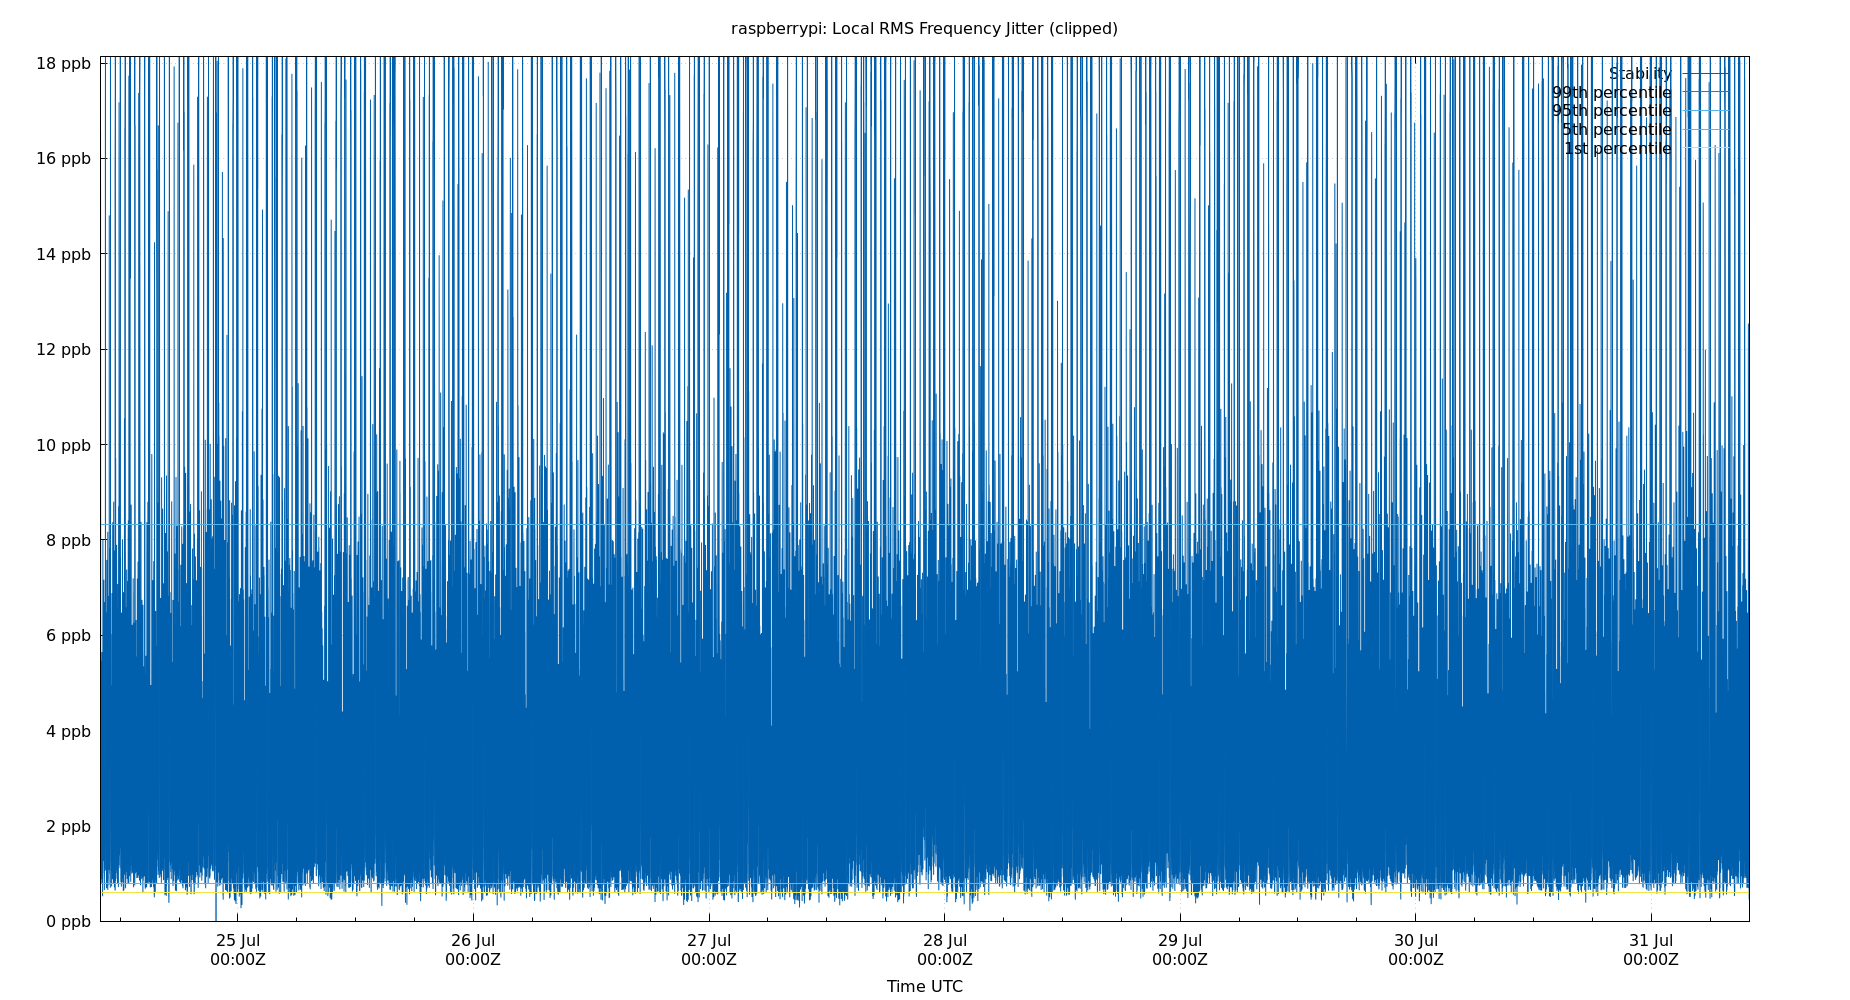 raspberrypi: Local RMS Frequency Jitter (clipped)
18 ppb
16 ppb
14 ppb
12 ppb
10 ppb
8 ppb
6 ppb
4 ppb
2 ppb
0 ppb
Stability
99th percentile
95th percentile
5th percentile
1st percentile
25 Jul
00:00Z
26 Jul
00:00Z
27 Jul
00:00Z
28 Jul
00:00Z
29 Jul
00:00Z
30 Jul
00:00Z
31 Jul
00:00Z
Time UTC